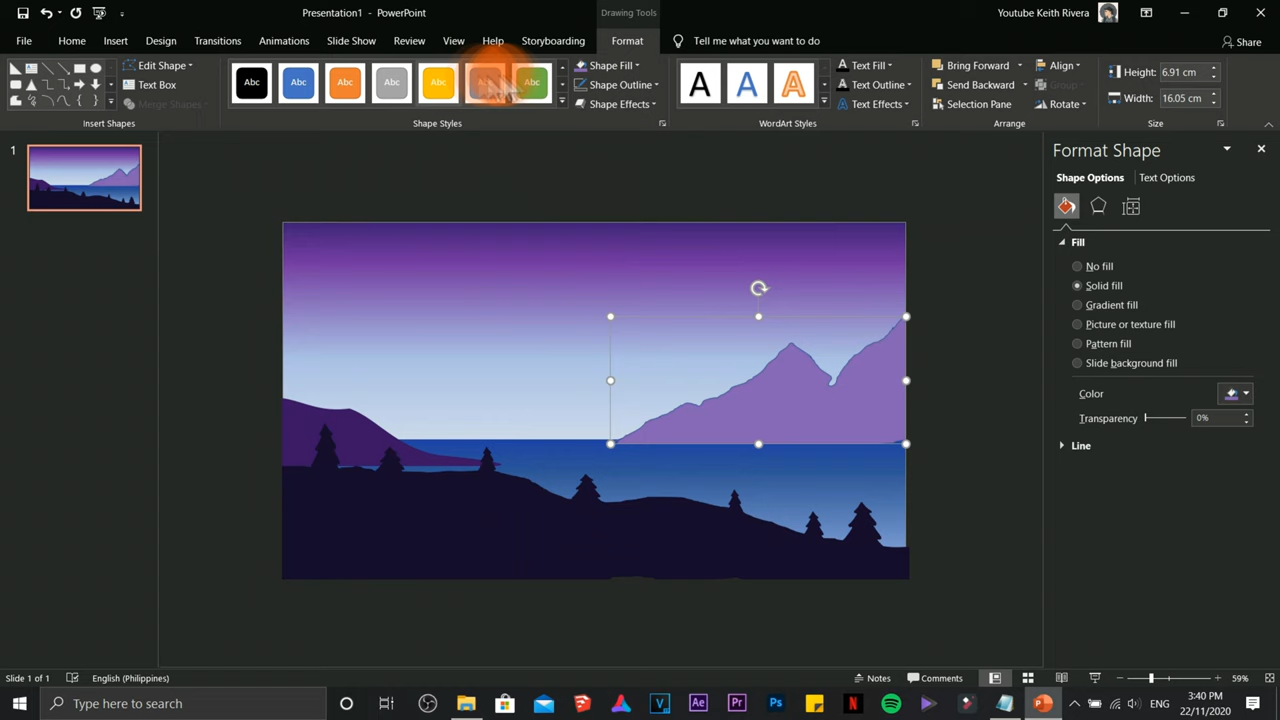 Presentation1 - PowerPoint
Drawing Tools
Youtube Keith Rivera
File Home Insert Design Transitions Animations Slide Show Review View Help Storyboarding Format Tell me what you want to do Share
Edit Shape
Text Box
Merge Shapes
Insert Shapes
Abc Abc Abc Abc Abc Abc Abc
Shape Fill
Shape Outline
Shape Effects
Shape Styles
A A A
Text Fill
Text Outline
Text Effects
WordArt Styles
Bring Forward
Send Backward
Selection Pane
Align
Group
Rotate
Arrange
Height: 6.91 cm
Width: 16.05 cm
Size
1
Format Shape
Shape Options Text Options
Fill
No fill
Solid fill
Gradient fill
Picture or texture fill
Pattern fill
Slide background fill
Color
Transparency 0%
Line
Slide 1 of 1 English (Philippines) Notes Comments 59%
Type here to search
Ae Pr Ps
ENG
3:40 PM
22/11/2020